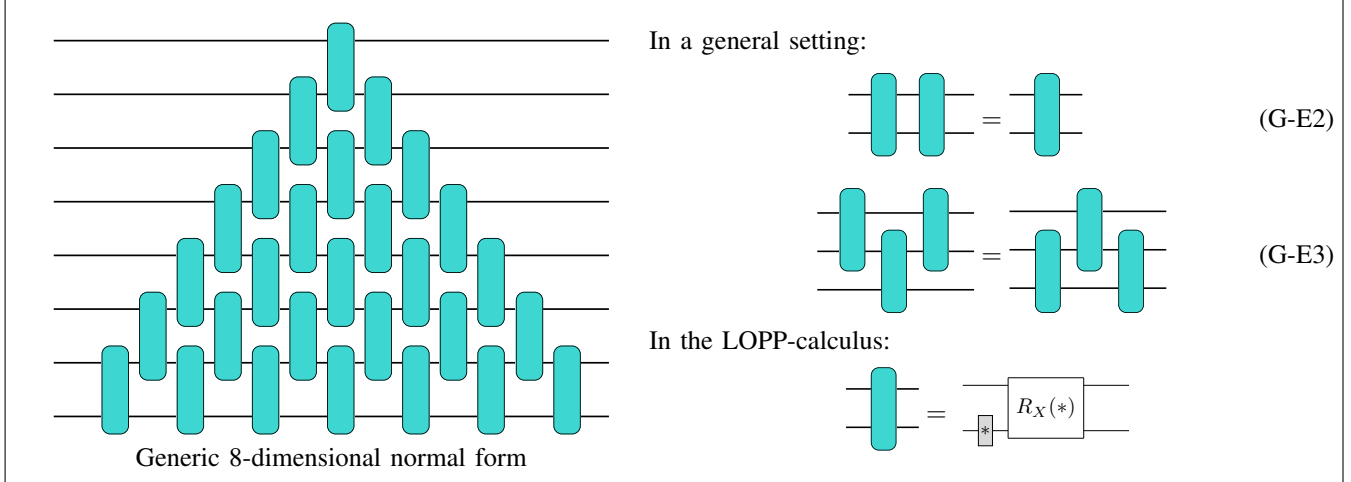 In a general setting:
=
(G-E2)
=
(G-E3)
In the LOPP-calculus:
=
*
R_X(*)
Generic 8-dimensional normal form